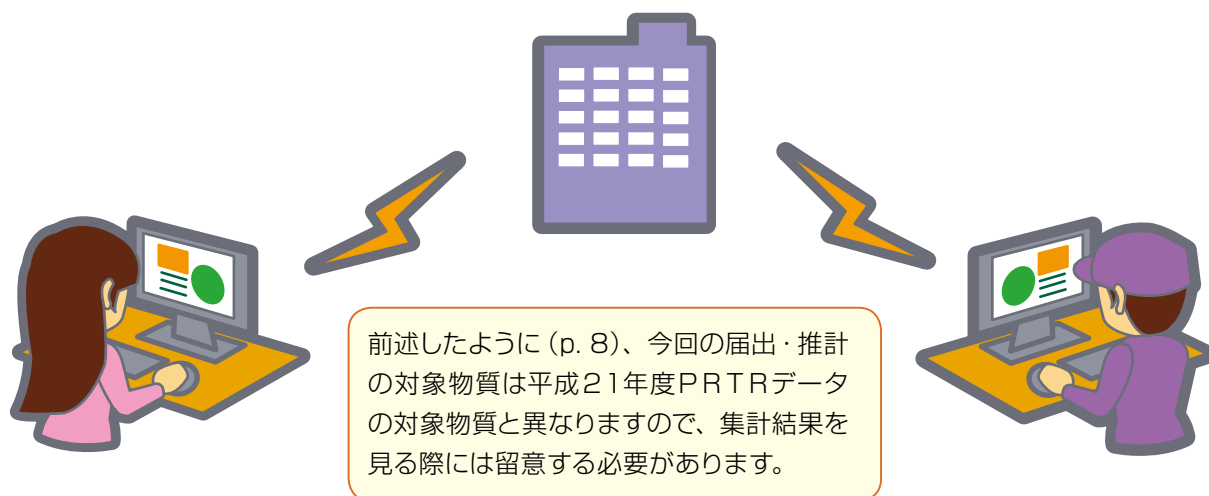 前述したように（p. 8）、今回の届出・推計
の対象物質は平成21年度PRTRデータ
の対象物質と異なりますので、集計結果を
見る際には留意する必要があります。